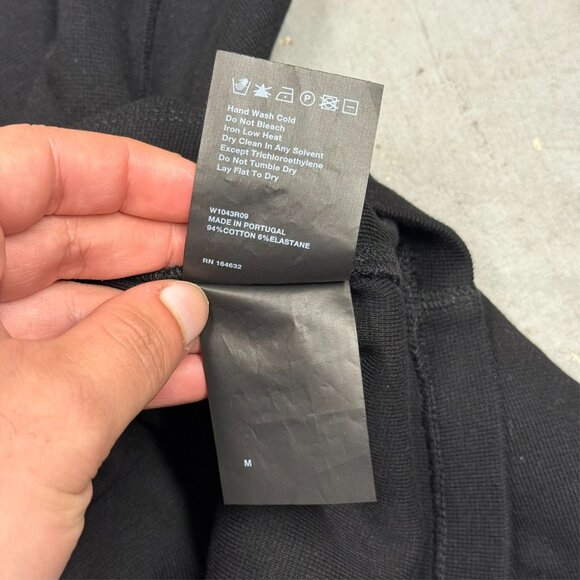 P
Hand Wash Cold
Do Not Bleach
Iron Low Heat
Dry Clean In Any Solvent
Except Trichloroethylene
Do Not Tumble Dry
Lay Flat To Dry
W1043R09
MADE IN PORTUGAL
94%COTTON 6%ELASTANE
RN 164632
M